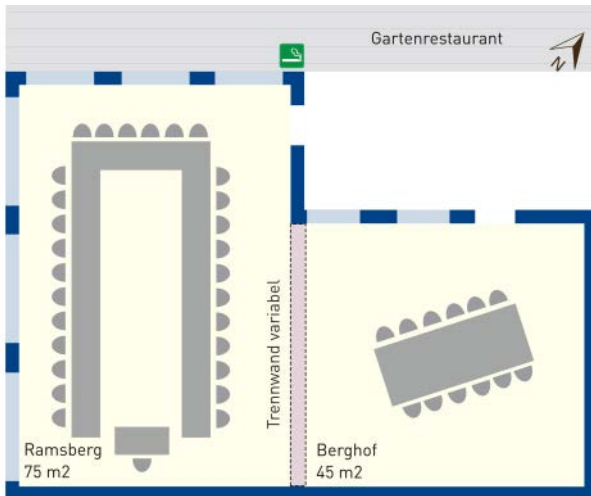 Gartenrestaurant
N
Trennwand variabel
Ramsberg
75 m2
Berghof
45 m2